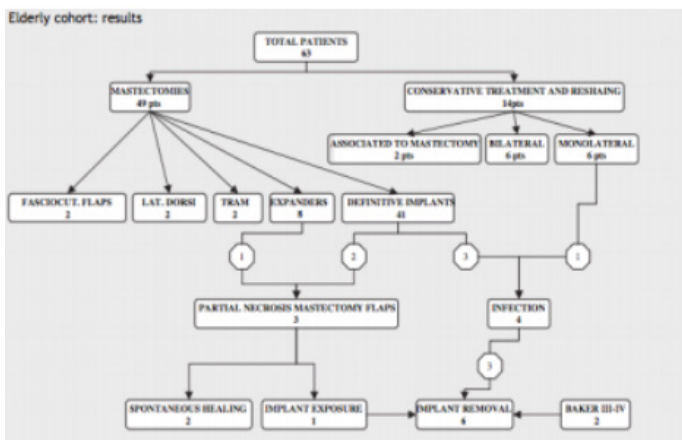 Elderly cohort: results
TOTAL PATIENTS
63
MASTECTOMIES
49 pts
CONSERVATIVE TREATMENT AND RESHAING
14pts
ASSOCIATED TO MASTECTOMY
2 pts
BILATERAL
6 pts
MONOLATERAL
6 pts
FASCIOCUT. FLAPS
2
LAT. DORSI
2
TRAM
2
EXPANDERS
8
DEFINITIVE IMPLANTS
41
1
2
3
1
PARTIAL NECROSIS MASTECTOMY FLAPS
3
INFECTION
4
3
SPONTANEOUS HEALING
2
IMPLANT EXPOSURE
1
IMPLANT REMOVAL
6
BAKER III-IV
2